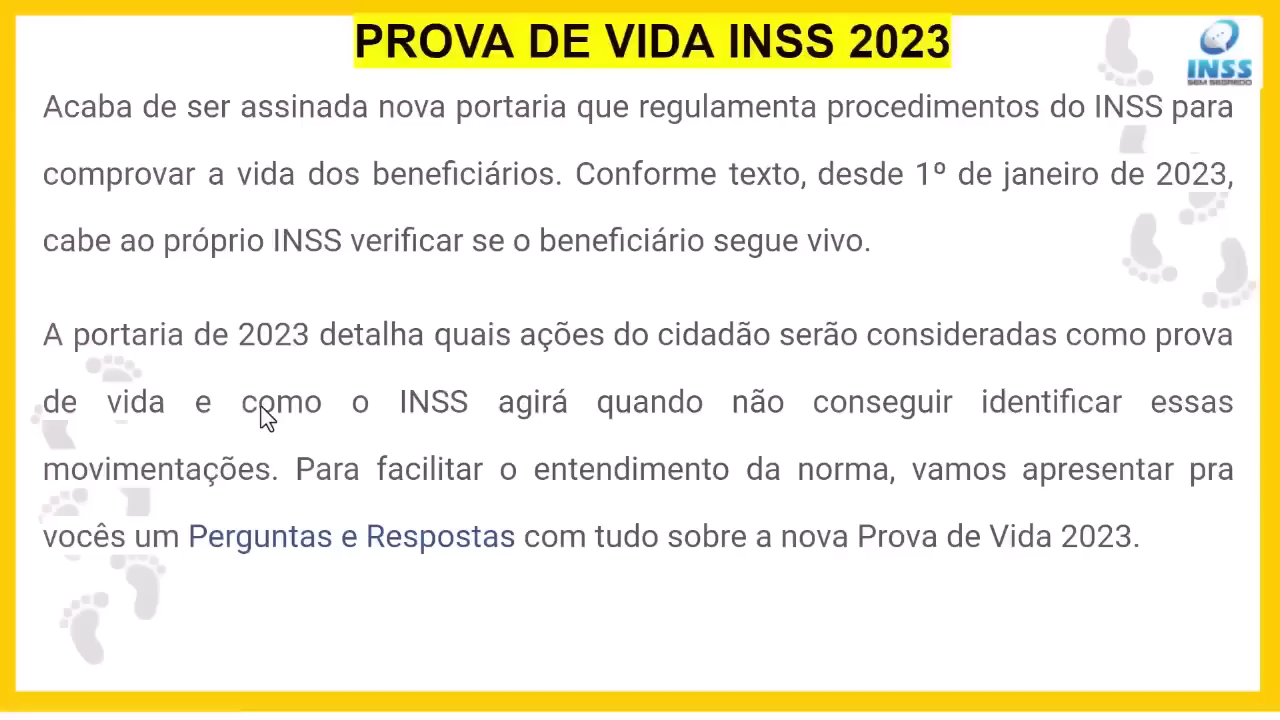 PROVA DE VIDA INSS 2023
INSS
SEM SEGREDO
Acaba de ser assinada nova portaria que regulamenta procedimentos do INSS para
comprovar a vida dos beneficiários. Conforme texto, desde 1º de janeiro de 2023,
cabe ao próprio INSS verificar se o beneficiário segue vivo.
A portaria de 2023 detalha quais ações do cidadão serão consideradas como prova
de vida e como o INSS agirá quando não conseguir identificar essas
movimentações. Para facilitar o entendimento da norma, vamos apresentar pra
vocês um Perguntas e Respostas com tudo sobre a nova Prova de Vida 2023.